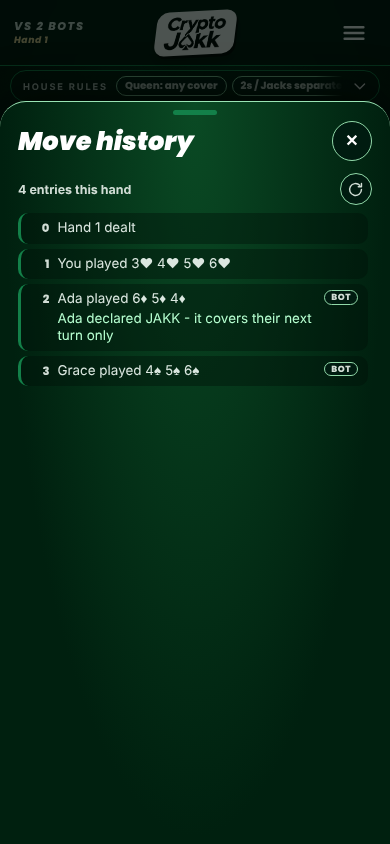 VS 2 BOTS
Hand 1
Crypto
Jakk
HOUSE RULES
Queen: any cover
2s / Jacks separate
Move history
×
4 entries this hand
0 Hand 1 dealt
1 You played 3♥ 4♥ 5♥ 6♥
2 Ada played 6♦ 5♦ 4♦ BOT
Ada declared JAKK - it covers their next
turn only
3 Grace played 4♠ 5♠ 6♠ BOT